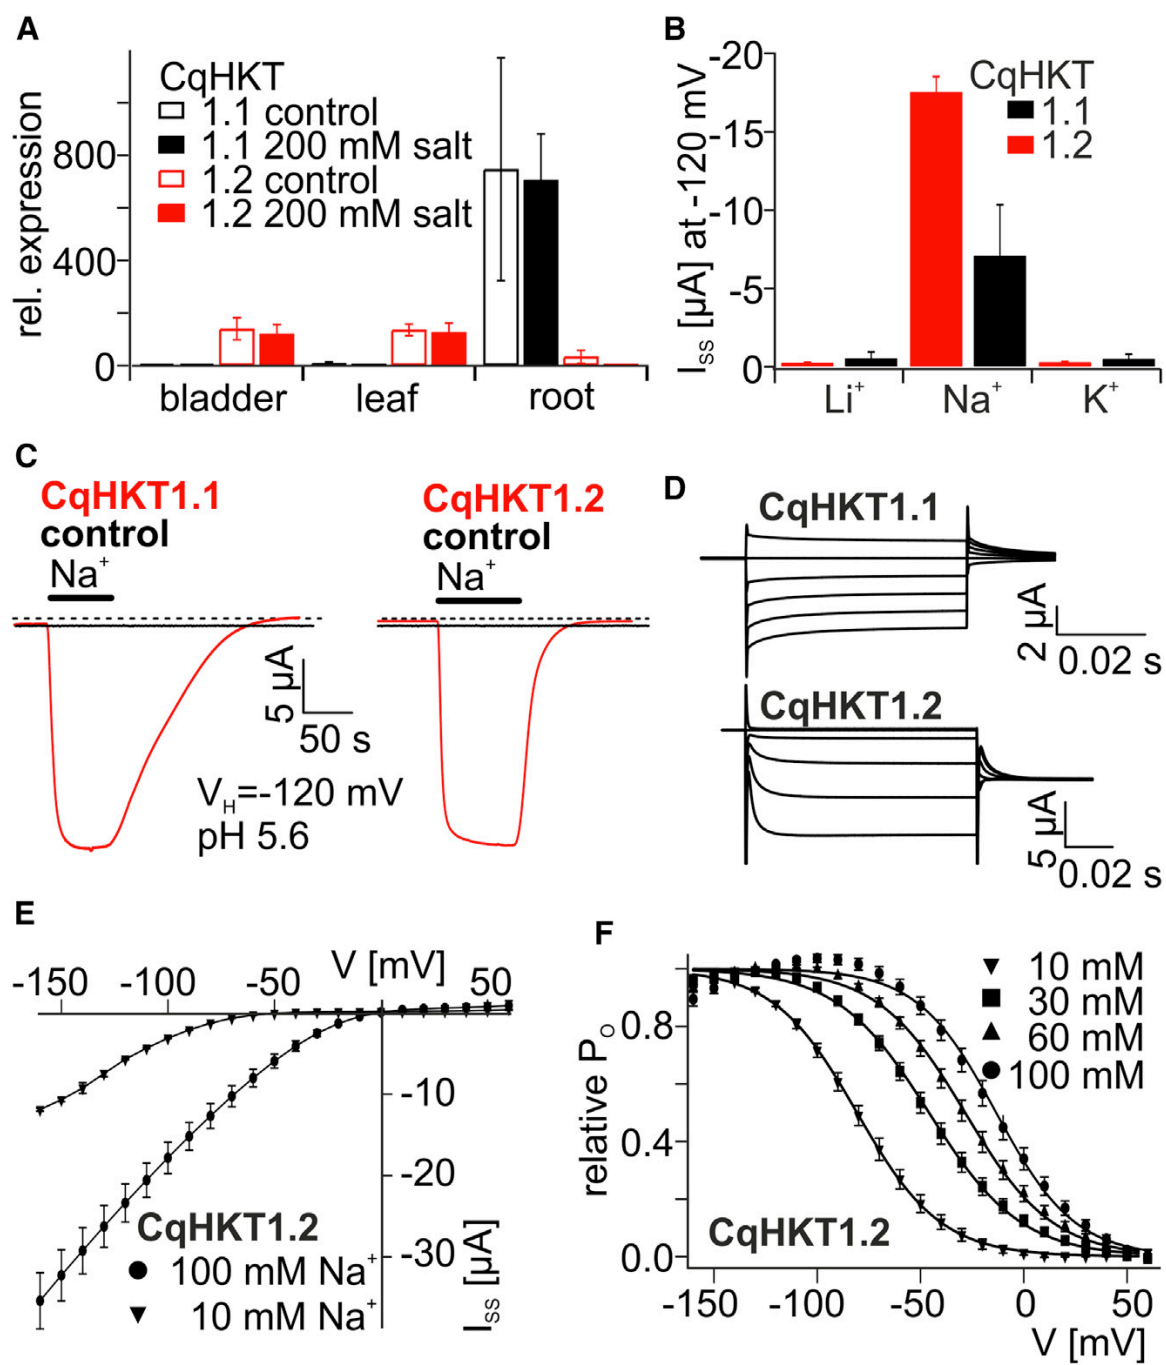 A
CqHKT
1.1 control
1.1 200 mM salt
1.2 control
1.2 200 mM salt
rel. expression
800
400
0
bladder
leaf
root
B
CqHKT
1.1
1.2
I_SS [µA] at -120 mV
-20
-15
-10
-5
0
Li⁺
Na⁺
K⁺
C
CqHKT1.1
control
Na⁺
5 µA
50 s
V_H=-120 mV
pH 5.6
CqHKT1.2
control
Na⁺
D
CqHKT1.1
2 µA
0.02 s
CqHKT1.2
5 µA
0.02 s
E
V [mV]
-150
-100
-50
50
-10
-20
-30
I_SS [µA]
CqHKT1.2
100 mM Na⁺
10 mM Na⁺
F
10 mM
30 mM
60 mM
100 mM
relative P_O
0.8
0.4
0.0
CqHKT1.2
-150
-100
-50
0
50
V [mV]